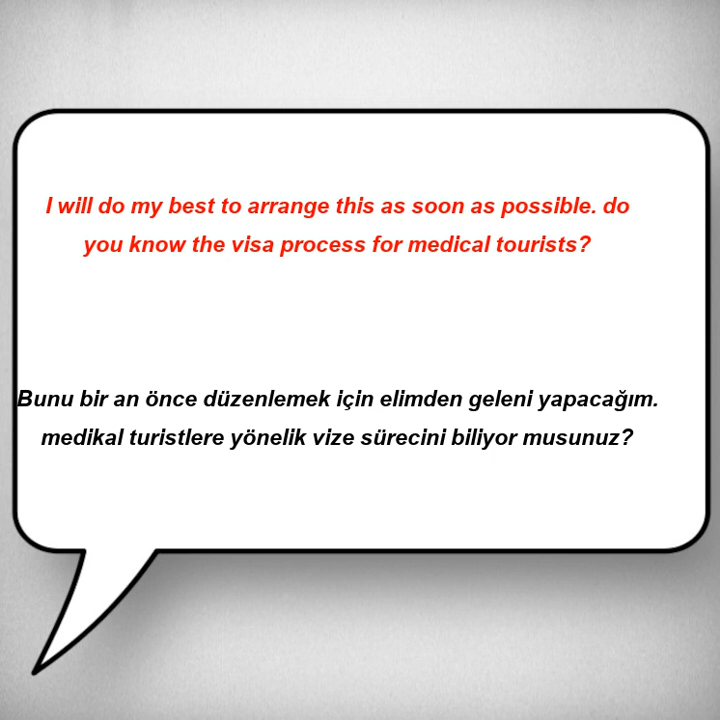 I will do my best to arrange this as soon as possible. do
you know the visa process for medical tourists?
Bunu bir an önce düzenlemek için elimden geleni yapacağım.
medikal turistlere yönelik vize sürecini biliyor musunuz?